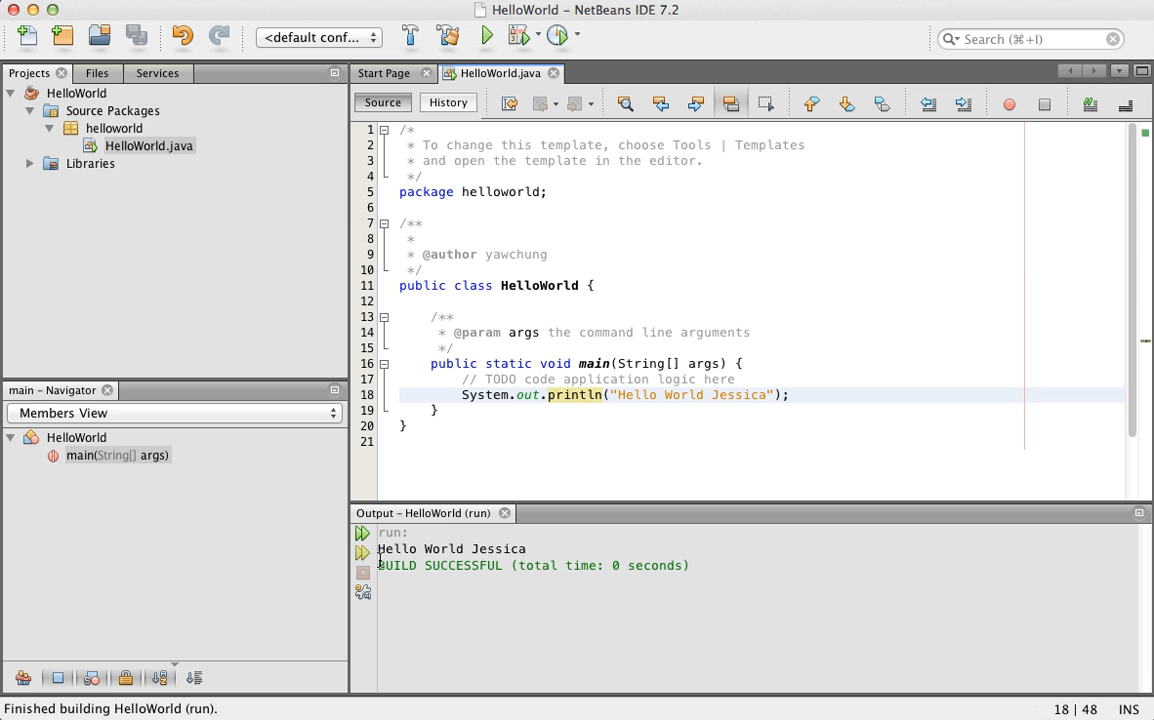 HelloWorld - NetBeans IDE 7.2
<default conf...
Search (⌘+I)
Projects
Files
Services
HelloWorld
Source Packages
helloworld
HelloWorld.java
Libraries
main - Navigator
Members View
HelloWorld
main(String[] args)
Start Page
HelloWorld.java
Source
History
1 /*
2 * To change this template, choose Tools | Templates
3 * and open the template in the editor.
4 */
5 package helloworld;
6
7 /**
8 *
9 * @author yawchung
10 */
11 public class HelloWorld {
12
13 /**
14 * @param args the command line arguments
15 */
16 public static void main(String[] args) {
17 // TODO code application logic here
18 System.out.println("Hello World Jessica");
19 }
20 }
21
Output - HelloWorld (run)
run:
Hello World Jessica
BUILD SUCCESSFUL (total time: 0 seconds)
Finished building HelloWorld (run).
18 | 48
INS